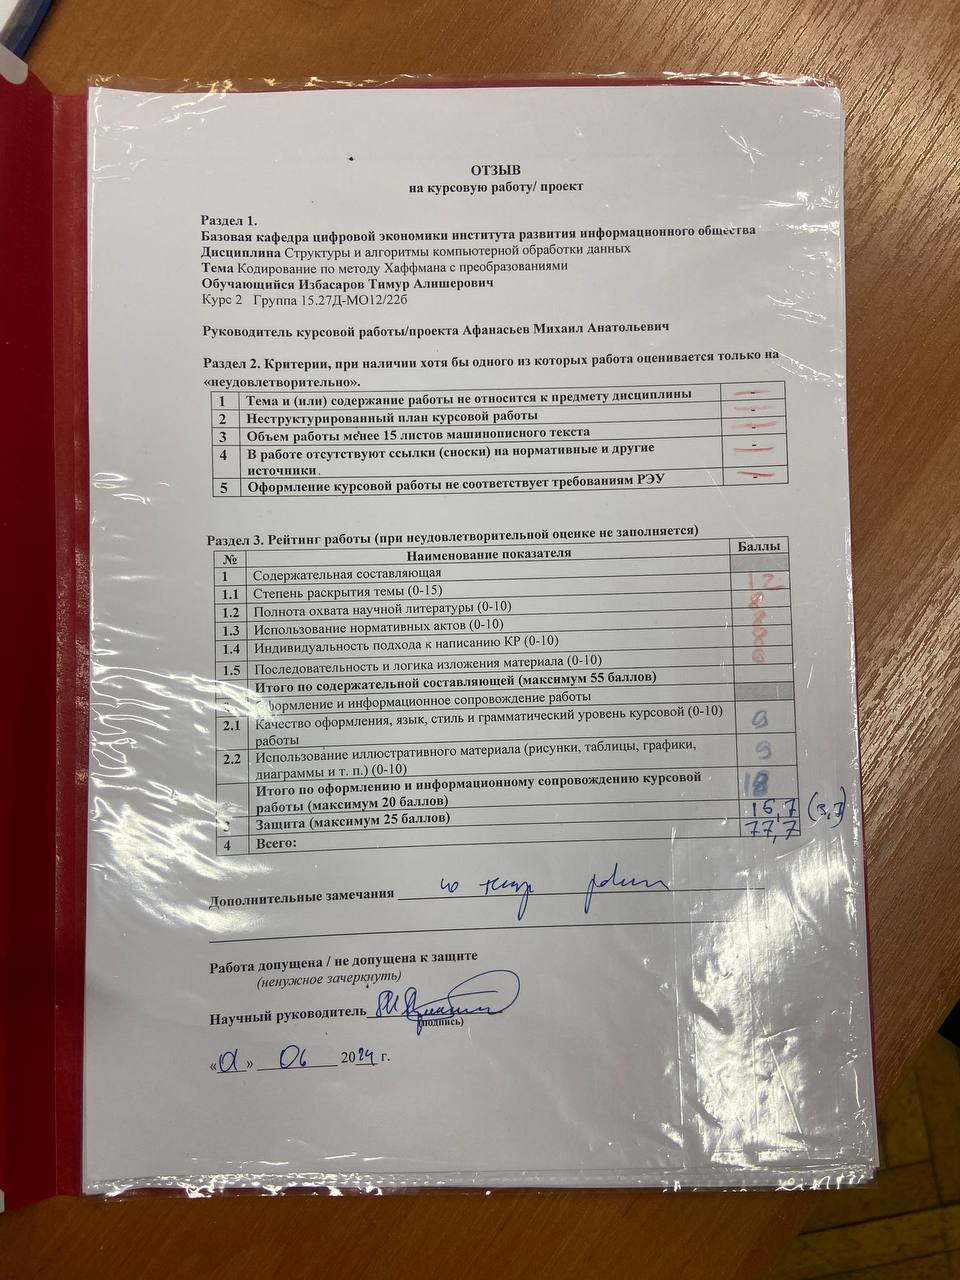 ОТЗЫВ
на курсовую работу/ проект
Раздел 1.
Базовая кафедра цифровой экономики института развития информационного общества
Дисциплина Структуры и алгоритмы компьютерной обработки данных
Тема Кодирование по методу Хаффмана с преобразованиями
Обучающийся Избасаров Тимур Алишерович
Курс 2 Группа 15.27Д-МО12/22б
Руководитель курсовой работы/проекта Афанасьев Михаил Анатольевич
Раздел 2. Критерии, при наличии хотя бы одного из которых работа оценивается только на
«неудовлетворительно».
1 Тема и (или) содержание работы не относится к предмету дисциплины -
2 Неструктурированный план курсовой работы -
3 Объем работы менее 15 листов машинописного текста -
4 В работе отсутствуют ссылки (сноски) на нормативные и другие -
источники.
5 Оформление курсовой работы не соответствует требованиям РЭУ -
Раздел 3. Рейтинг работы (при неудовлетворительной оценке не заполняется)
№ Наименование показателя Баллы
1 Содержательная составляющая
1.1 Степень раскрытия темы (0-15) 12
1.2 Полнота охвата научной литературы (0-10) 8
1.3 Использование нормативных актов (0-10) 8
1.4 Индивидуальность подхода к написанию КР (0-10) 8
1.5 Последовательность и логика изложения материала (0-10) 6
Итого по содержательной составляющей (максимум 55 баллов)
Оформление и информационное сопровождение работы
2.1 Качество оформления, язык, стиль и грамматический уровень курсовой (0-10) 9
работы
2.2 Использование иллюстративного материала (рисунки, таблицы, графики, 9
диаграммы и т. п.) (0-10)
Итого по оформлению и информационному сопровождению курсовой 18
работы (максимум 20 баллов)
3 Защита (максимум 25 баллов) 16,7 (3,7)
4 Всего: 77,7
Дополнительные замечания
Работа допущена / не допущена к защите
(ненужное зачеркнуть)
Научный руководитель
(подпись)
« » 06 2024 г.